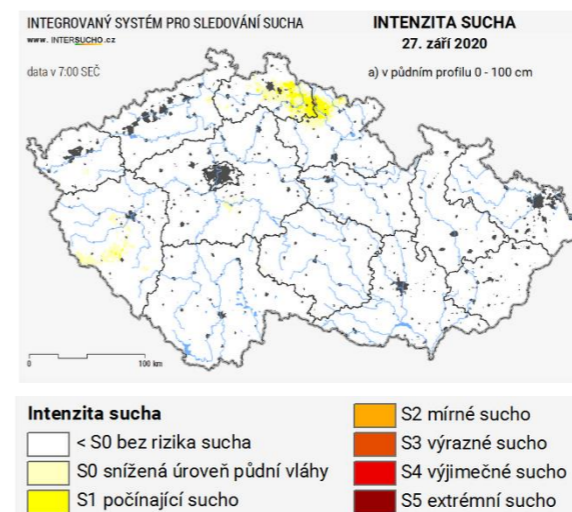 INTEGROVANÝ SYSTÉM PRO SLEDOVÁNÍ SUCHA
www. INTERSUCHO.cz
INTENZITA SUCHA
27. září 2020
data v 7:00 SEČ
a) v půdním profilu 0 - 100 cm
0 100 km
Intenzita sucha
< S0 bez rizika sucha
S0 snížená úroveň půdní vláhy
S1 počínající sucho
S2 mírné sucho
S3 výrazné sucho
S4 výjimečné sucho
S5 extrémní sucho